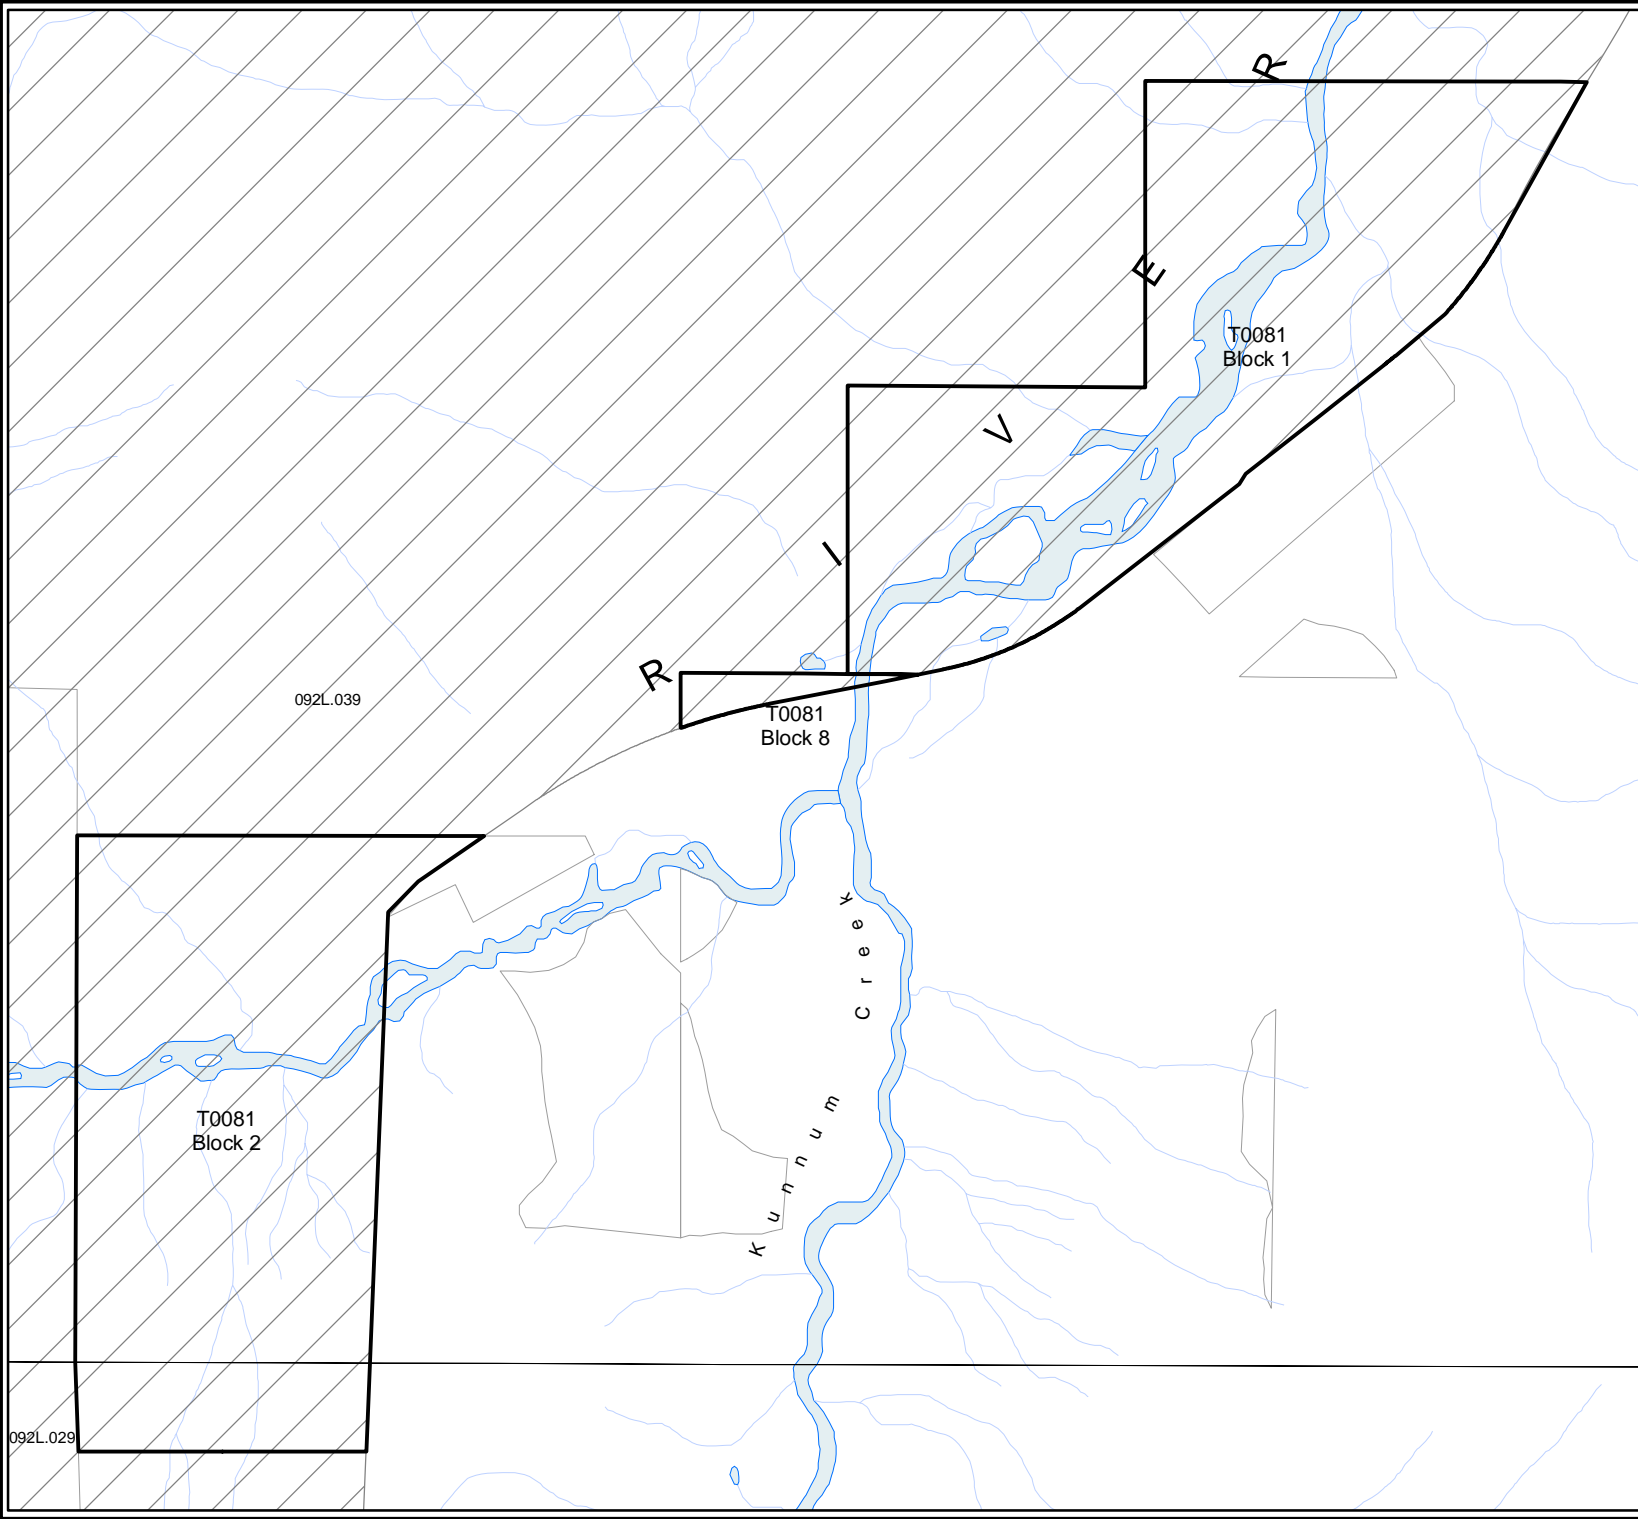 R I V E R
T0081
Block 1
092L.039
T0081
Block 8
Kunnum Creek
T0081
Block 2
092L.029